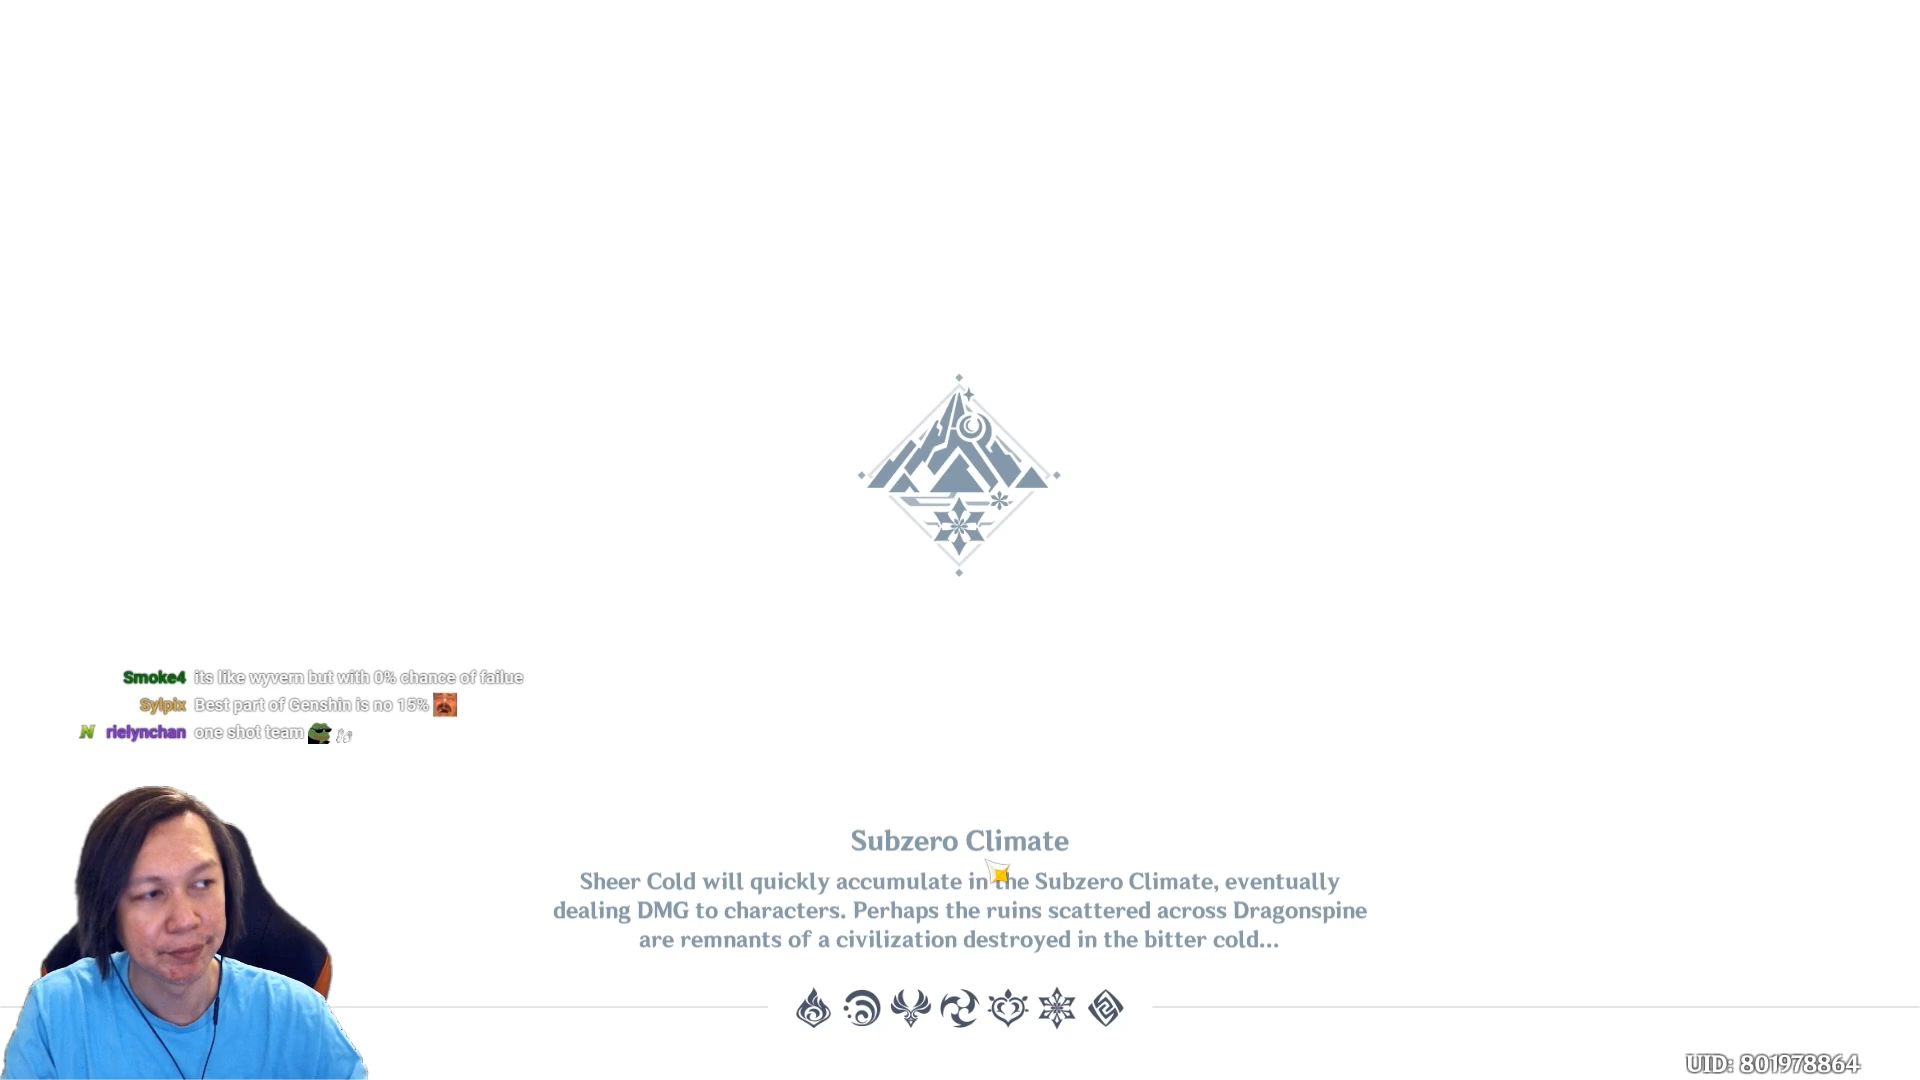 Smoke4 its like wyvern but with 0% chance of failue
Sylpix Best part of Genshin is no 15%
N rielynchan one shot team
Subzero Climate
Sheer Cold will quickly accumulate in the Subzero Climate, eventually
dealing DMG to characters. Perhaps the ruins scattered across Dragonspine
are remnants of a civilization destroyed in the bitter cold...
UID: 801978864